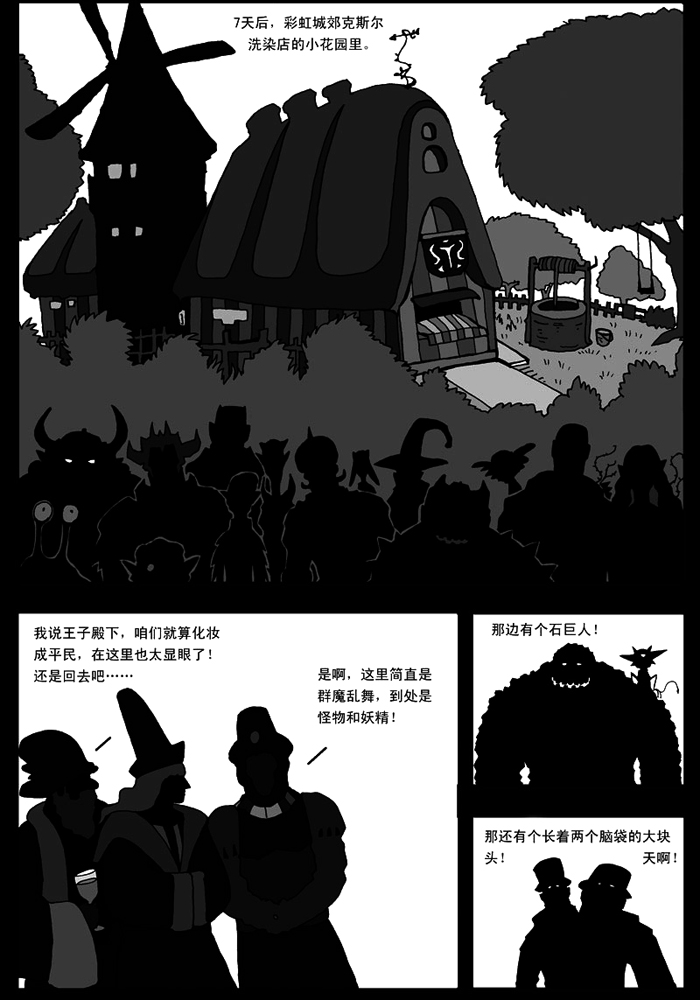 7天后，彩虹城郊克斯尔
洗染店的小花园里。
我说王子殿下，咱们就算化妆
成平民，在这里也太显眼了！
还是回去吧……
是啊，这里简直是
群魔乱舞，到处是
怪物和妖精！
那边有个石巨人！
那还有个长着两个脑袋的大块
头！
天啊！